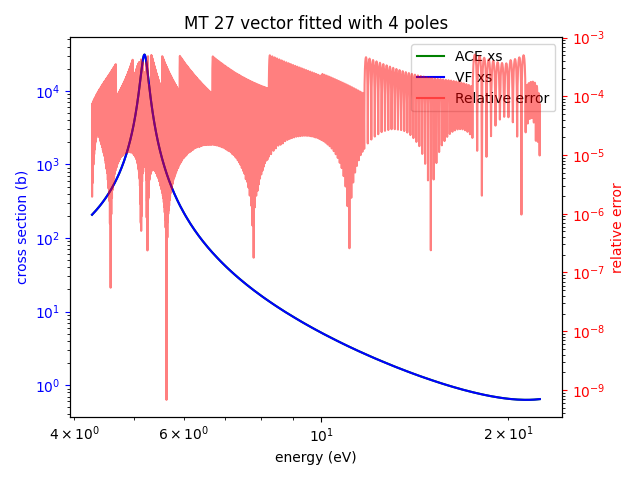 MT 27 vector fitted with 4 poles
ACE xs
VF xs
Relative error
cross section (b)
10⁴
10³
10²
10¹
10⁰
10⁻³
10⁻⁴
10⁻⁵
10⁻⁶
10⁻⁷
10⁻⁸
10⁻⁹
relative error
4 × 10⁰ 6 × 10⁰ 10¹ 2 × 10¹
energy (eV)